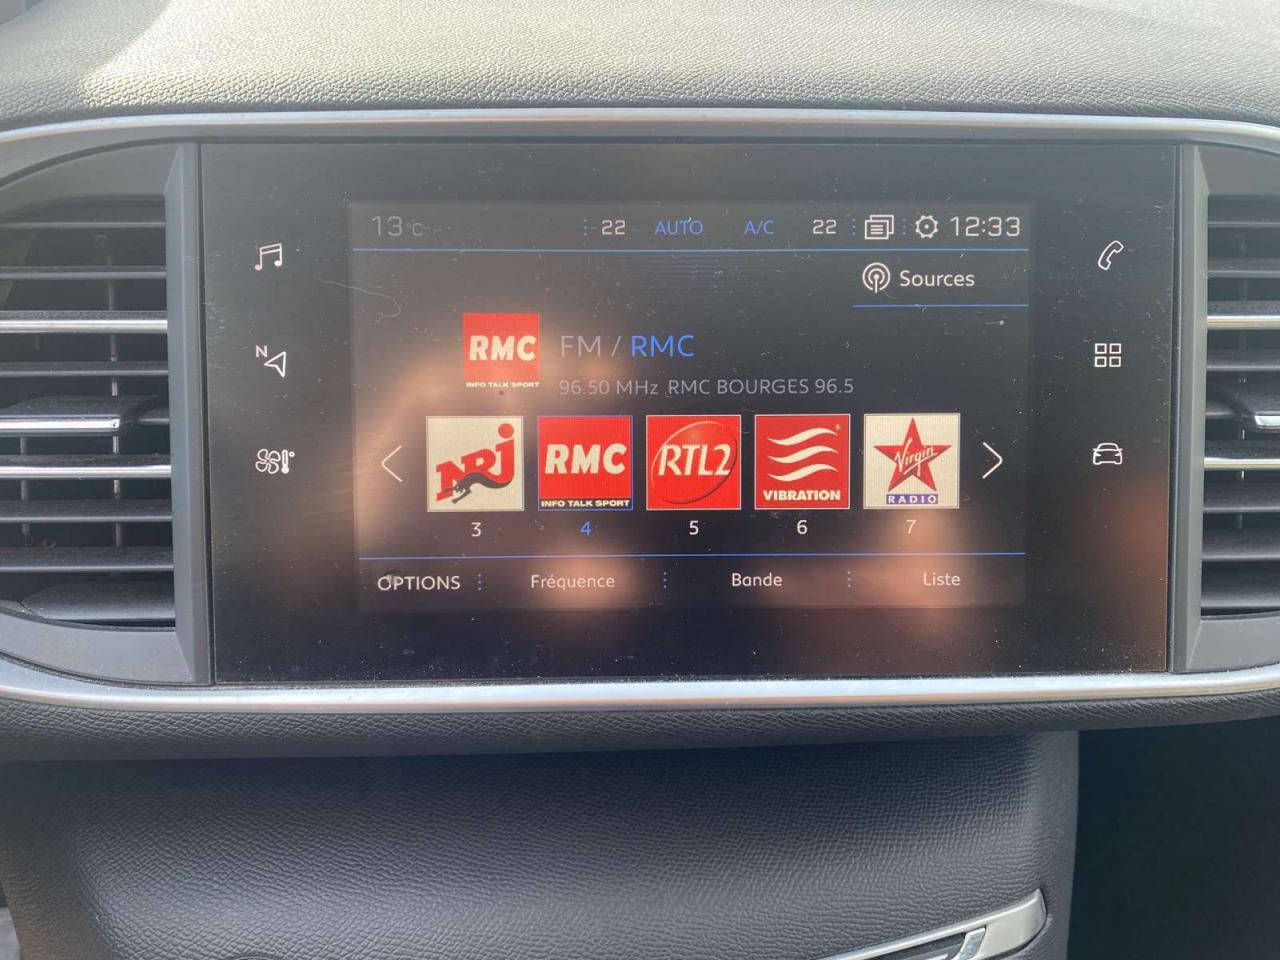 13°C 22 AUTO A/C 22 12:33
Sources
RMC
INFO TALK SPORT
FM / RMC
96.50 MHz RMC BOURGES 96.5
N
NRJ
RMC
INFO TALK SPORT
RTL2
VIBRATION
Virgin
RADIO
3 4 5 6 7
OPTIONS Fréquence Bande Liste